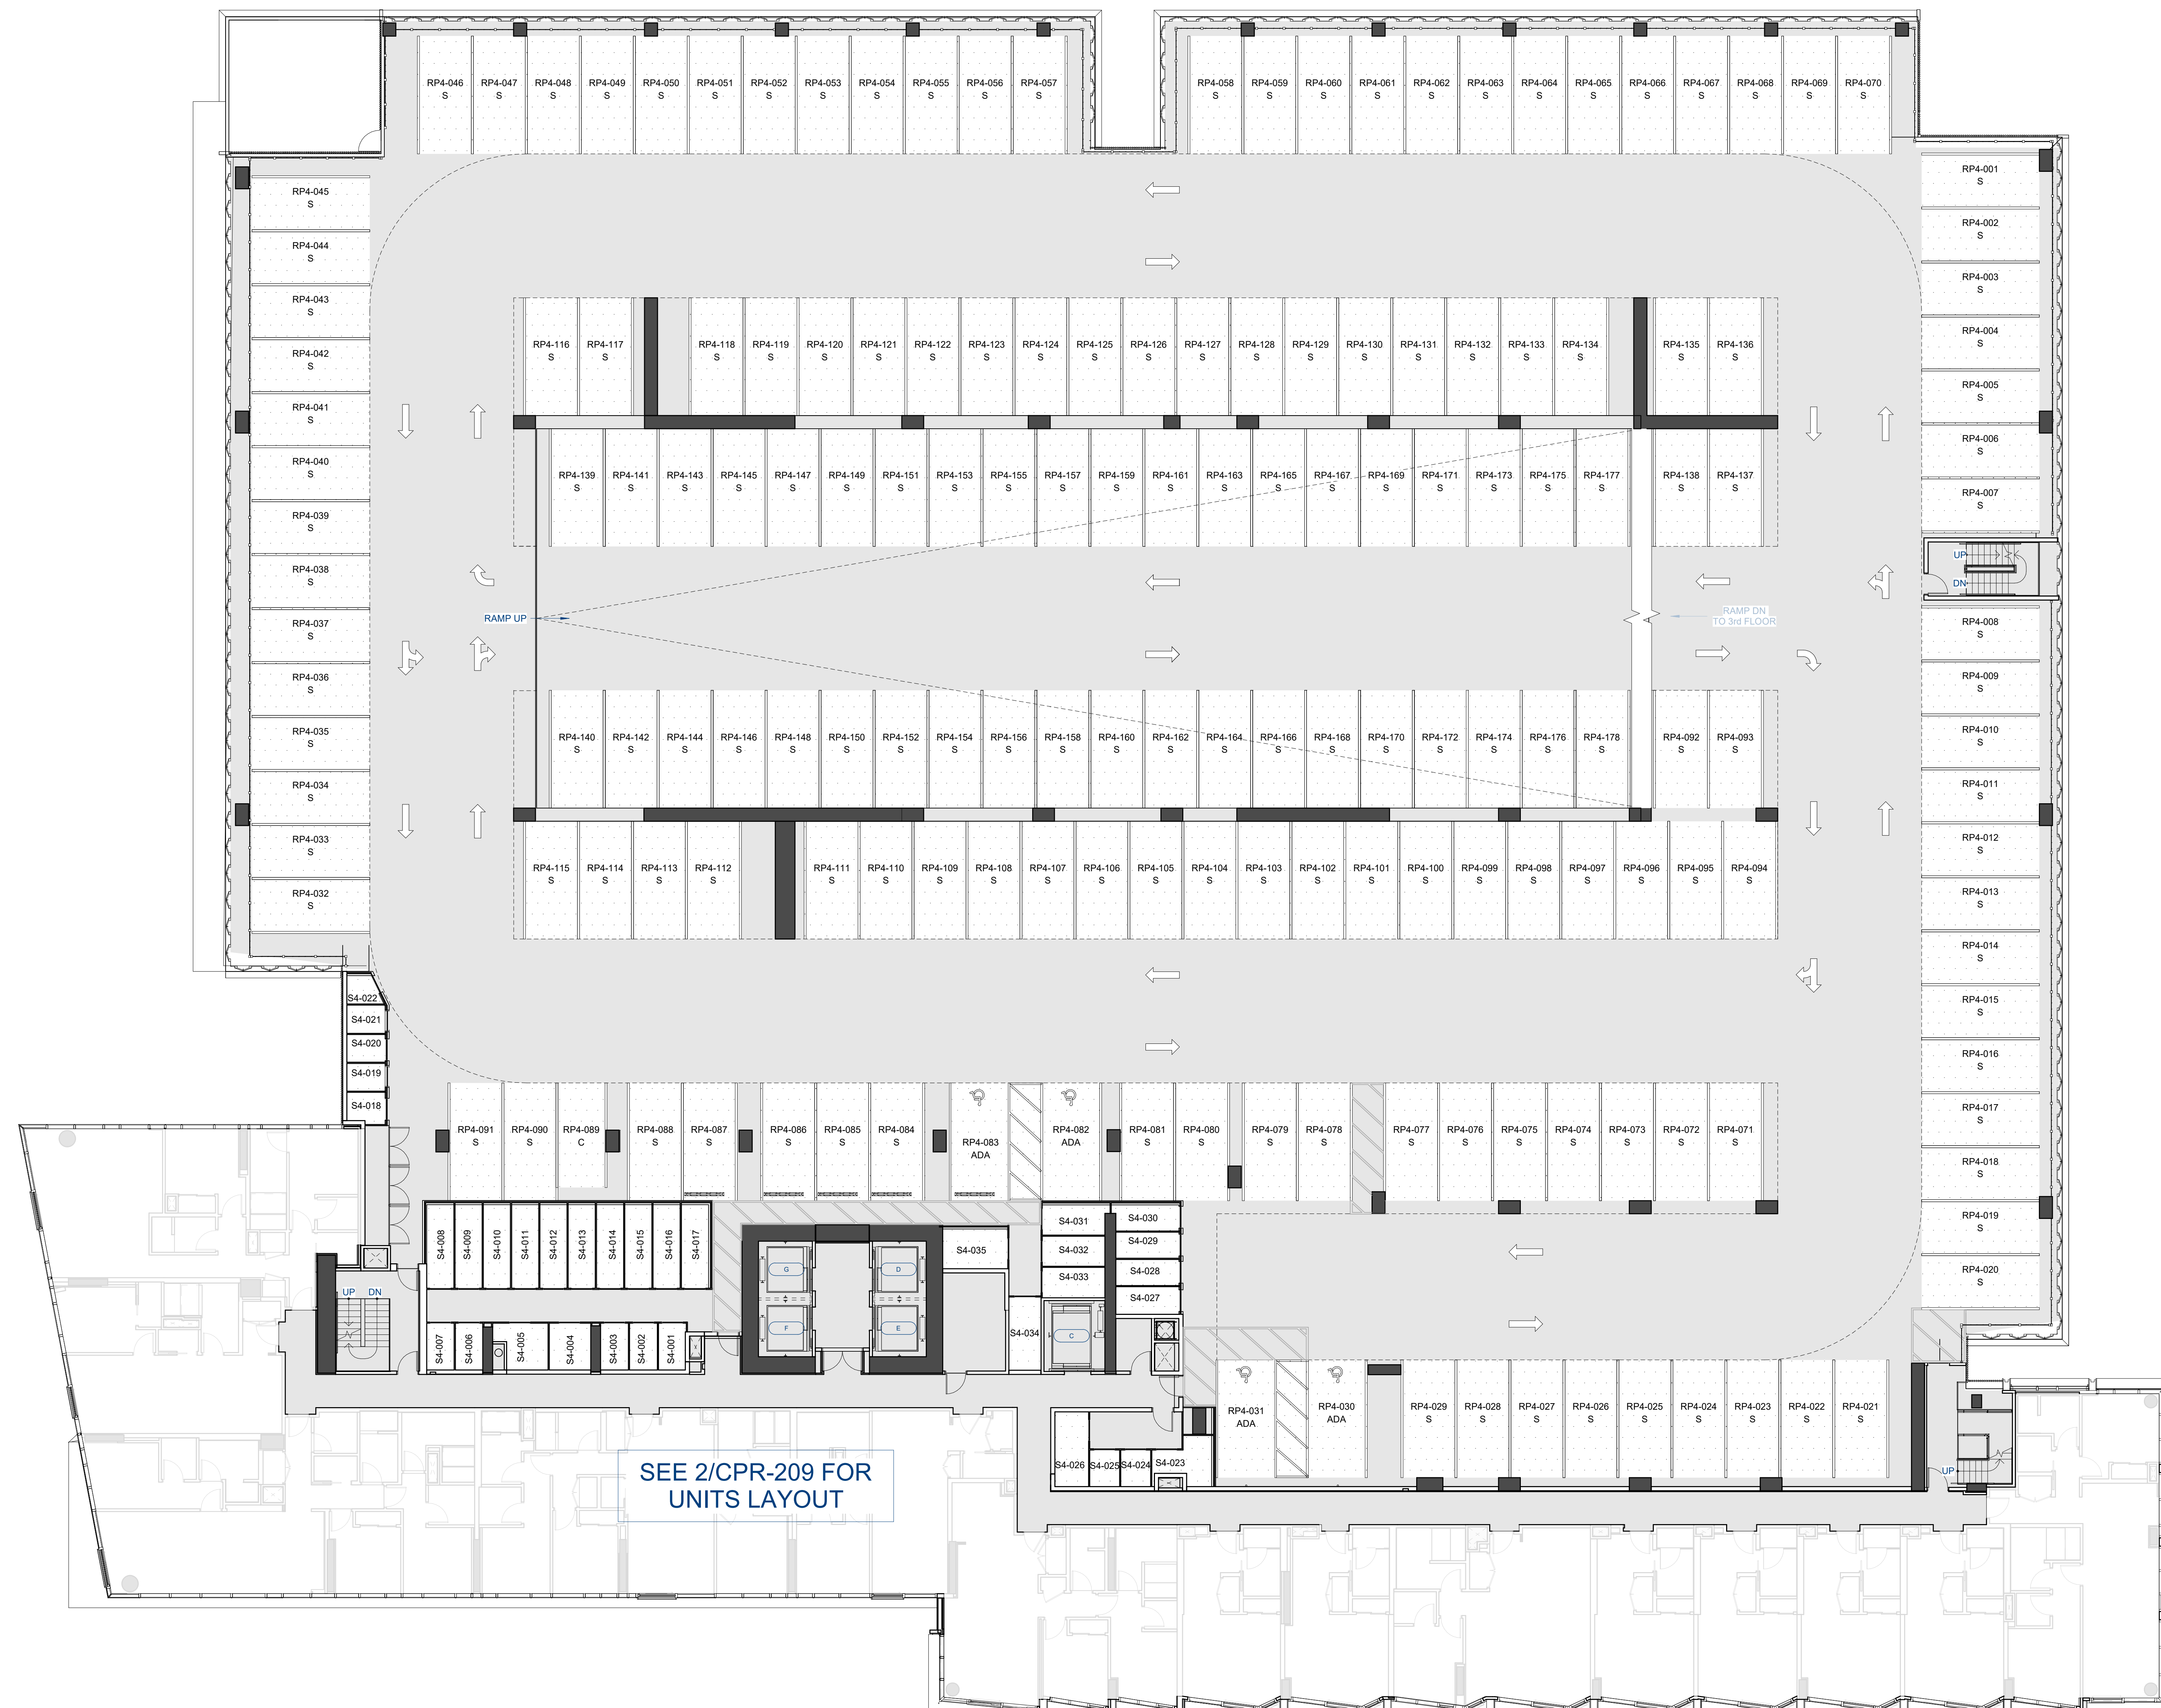 RP4-046 S
RP4-047 S
RP4-048 S
RP4-049 S
RP4-050 S
RP4-051 S
RP4-052 S
RP4-053 S
RP4-054 S
RP4-055 S
RP4-056 S
RP4-057 S
RP4-058 S
RP4-059 S
RP4-060 S
RP4-061 S
RP4-062 S
RP4-063 S
RP4-064 S
RP4-065 S
RP4-066 S
RP4-067 S
RP4-068 S
RP4-069 S
RP4-070 S
RP4-045 S
RP4-044 S
RP4-043 S
RP4-042 S
RP4-041 S
RP4-040 S
RP4-039 S
RP4-038 S
RP4-037 S
RP4-036 S
RP4-035 S
RP4-034 S
RP4-033 S
RP4-032 S
RP4-001 S
RP4-002 S
RP4-003 S
RP4-004 S
RP4-005 S
RP4-006 S
RP4-007 S
UP
DN
RP4-008 S
RP4-009 S
RP4-010 S
RP4-011 S
RP4-012 S
RP4-013 S
RP4-014 S
RP4-015 S
RP4-016 S
RP4-017 S
RP4-018 S
RP4-019 S
RP4-020 S
RP4-116 S
RP4-117 S
RP4-118 S
RP4-119 S
RP4-120 S
RP4-121 S
RP4-122 S
RP4-123 S
RP4-124 S
RP4-125 S
RP4-126 S
RP4-127 S
RP4-128 S
RP4-129 S
RP4-130 S
RP4-131 S
RP4-132 S
RP4-133 S
RP4-134 S
RP4-135 S
RP4-136 S
RP4-139 S
RP4-141 S
RP4-143 S
RP4-145 S
RP4-147 S
RP4-149 S
RP4-151 S
RP4-153 S
RP4-155 S
RP4-157 S
RP4-159 S
RP4-161 S
RP4-163 S
RP4-165 S
RP4-167 S
RP4-169 S
RP4-171 S
RP4-173 S
RP4-175 S
RP4-177 S
RP4-138 S
RP4-137 S
RAMP UP
RAMP DN
TO 3rd FLOOR
RP4-140 S
RP4-142 S
RP4-144 S
RP4-146 S
RP4-148 S
RP4-150 S
RP4-152 S
RP4-154 S
RP4-156 S
RP4-158 S
RP4-160 S
RP4-162 S
RP4-164 S
RP4-166 S
RP4-168 S
RP4-170 S
RP4-172 S
RP4-174 S
RP4-176 S
RP4-178 S
RP4-092 S
RP4-093 S
RP4-115 S
RP4-114 S
RP4-113 S
RP4-112 S
RP4-111 S
RP4-110 S
RP4-109 S
RP4-108 S
RP4-107 S
RP4-106 S
RP4-105 S
RP4-104 S
RP4-103 S
RP4-102 S
RP4-101 S
RP4-100 S
RP4-099 S
RP4-098 S
RP4-097 S
RP4-096 S
RP4-095 S
RP4-094 S
S4-022
S4-021
S4-020
S4-019
S4-018
RP4-091 S
RP4-090 S
RP4-089 C
RP4-088 S
RP4-087 S
RP4-086 S
RP4-085 S
RP4-084 S
RP4-083 ADA
RP4-082 ADA
RP4-081 S
RP4-080 S
RP4-079 S
RP4-078 S
RP4-077 S
RP4-076 S
RP4-075 S
RP4-074 S
RP4-073 S
RP4-072 S
RP4-071 S
S4-008
S4-009
S4-010
S4-011
S4-012
S4-013
S4-014
S4-015
S4-016
S4-017
G
D
F
E
S4-035
S4-031
S4-032
S4-033
S4-030
S4-029
S4-028
S4-027
S4-034
C
UP
DN
S4-007
S4-006
S4-005
S4-004
S4-003
S4-002
S4-001
RP4-031 ADA
RP4-030 ADA
RP4-029 S
RP4-028 S
RP4-027 S
RP4-026 S
RP4-025 S
RP4-024 S
RP4-023 S
RP4-022 S
RP4-021 S
S4-026
S4-025
S4-024
S4-023
UP
SEE 2/CPR-209 FOR
UNITS LAYOUT